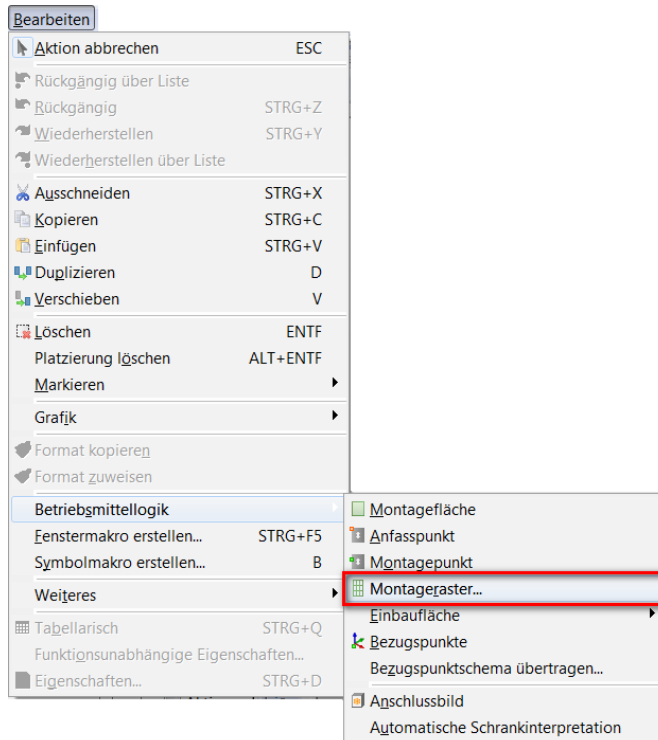 Bearbeiten
Aktion abbrechen ESC
Rückgängig über Liste
Rückgängig STRG+Z
Wiederherstellen STRG+Y
Wiederherstellen über Liste
Ausschneiden STRG+X
Kopieren STRG+C
Einfügen STRG+V
Duplizieren D
Verschieben V
Löschen ENTF
Platzierung löschen ALT+ENTF
Markieren
Grafik
Format kopieren
Format zuweisen
Betriebsmittellogik
Fenstermakro erstellen... STRG+F5
Symbolmakro erstellen... B
Weiteres
Tabellarisch STRG+Q
Funktionsunabhängige Eigenschaften...
Eigenschaften... STRG+D
Montagefläche
Anfasspunkt
Montagepunkt
Montageraster...
Einbaufläche
Bezugspunkte
Bezugspunktschema übertragen...
Anschlussbild
Automatische Schrankinterpretation